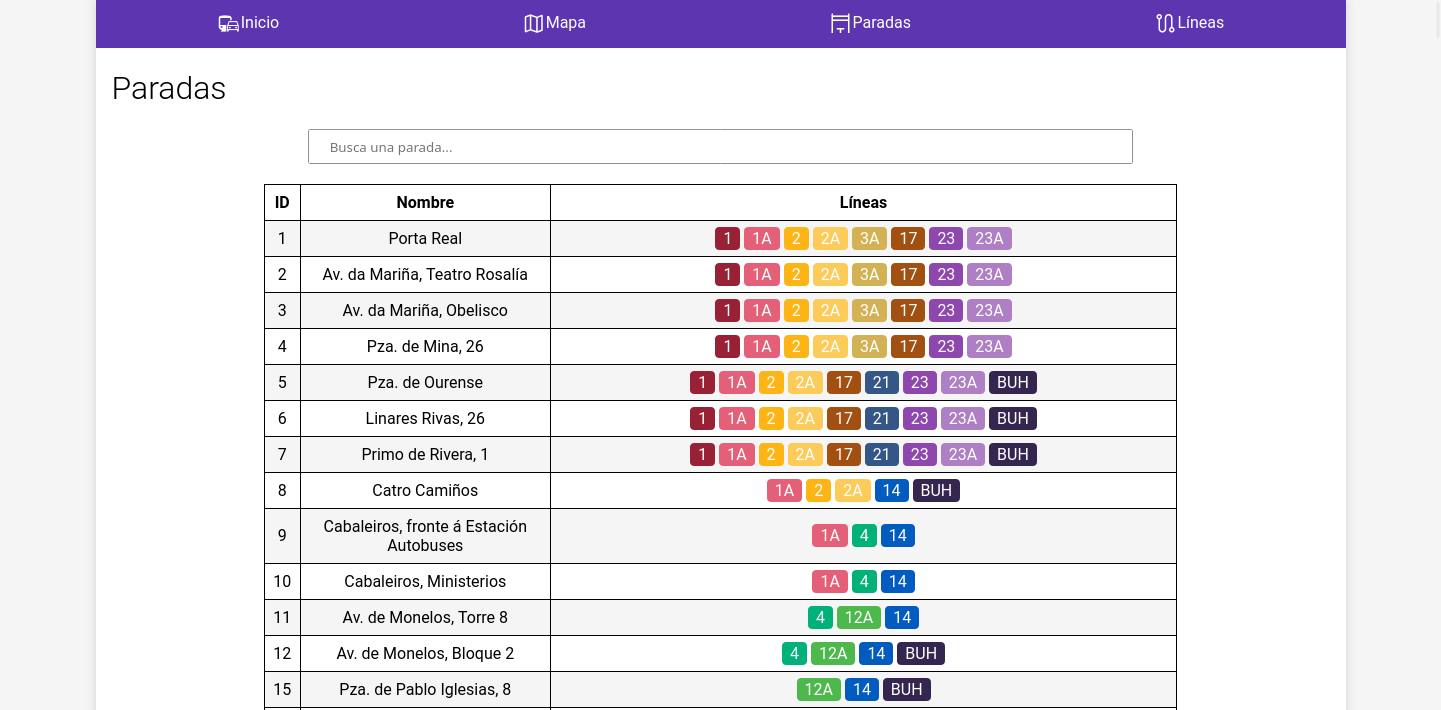 Inicio Mapa Paradas Líneas
Paradas
Busca una parada...
ID Nombre Líneas
1 Porta Real 1 1A 2 2A 3A 17 23 23A
2 Av. da Mariña, Teatro Rosalía 1 1A 2 2A 3A 17 23 23A
3 Av. da Mariña, Obelisco 1 1A 2 2A 3A 17 23 23A
4 Pza. de Mina, 26 1 1A 2 2A 3A 17 23 23A
5 Pza. de Ourense 1 1A 2 2A 17 21 23 23A BUH
6 Linares Rivas, 26 1 1A 2 2A 17 21 23 23A BUH
7 Primo de Rivera, 1 1 1A 2 2A 17 21 23 23A BUH
8 Catro Camiños 1A 2 2A 14 BUH
9 Cabaleiros, fronte á Estación
Autobuses 1A 4 14
10 Cabaleiros, Ministerios 1A 4 14
11 Av. de Monelos, Torre 8 4 12A 14
12 Av. de Monelos, Bloque 2 4 12A 14 BUH
15 Pza. de Pablo Iglesias, 8 12A 14 BUH